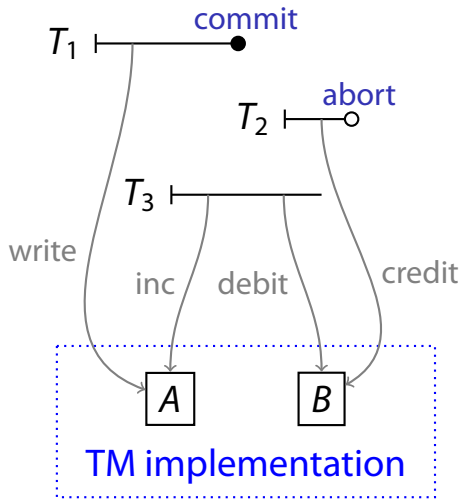 commit
T1
abort
T2
T3
write
inc
debit
credit
A
B
TM implementation